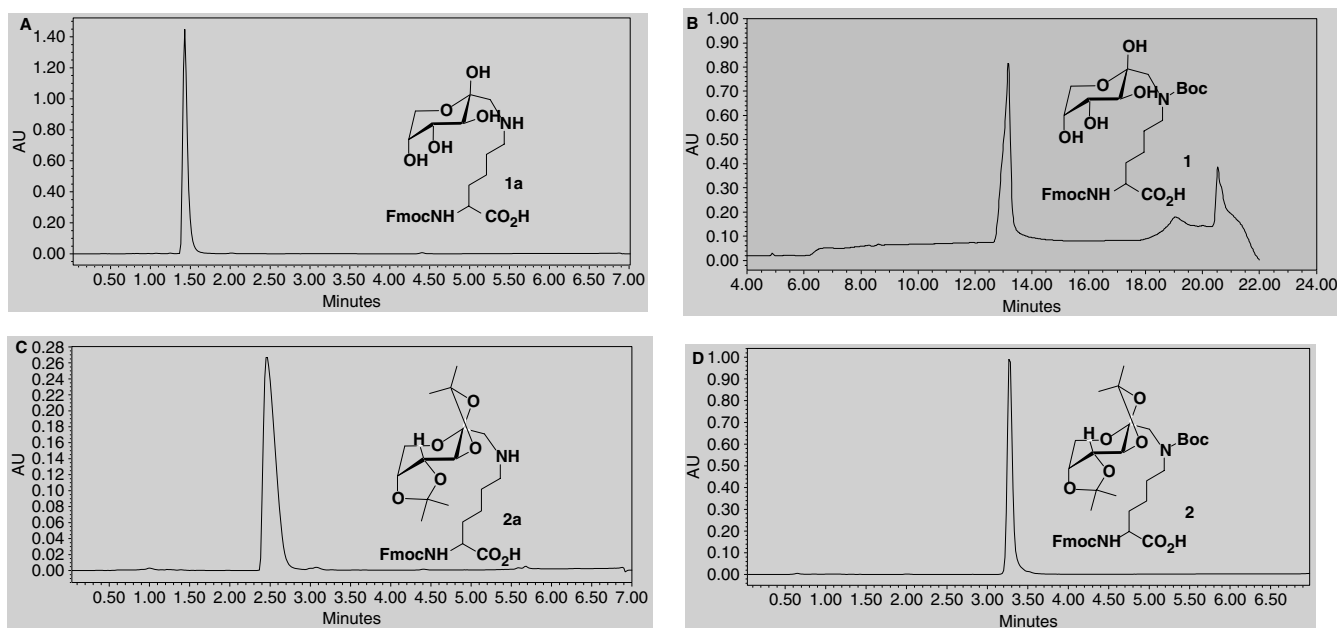 A
1.40
1.20
1.00
0.80
0.60
0.40
0.20
0.00
AU
0.50 1.00 1.50 2.00 2.50 3.00 3.50 4.00 4.50 5.00 5.50 6.00 6.50 7.00
Minutes
OH
O
OH
NH
OH
OH
1a
FmocNH
CO2H
B
1.00
0.90
0.80
0.70
0.60
0.50
0.40
0.30
0.20
0.10
0.00
AU
4.00 6.00 8.00 10.00 12.00 14.00 16.00 18.00 20.00 22.00 24.00
Minutes
OH
O
OH
N
Boc
OH
OH
1
FmocNH
CO2H
C
0.28
0.26
0.24
0.22
0.20
0.18
0.16
0.14
0.12
0.10
0.08
0.06
0.04
0.02
0.00
AU
0.50 1.00 1.50 2.00 2.50 3.00 3.50 4.00 4.50 5.00 5.50 6.00 6.50 7.00
Minutes
O
H
O
O
NH
O
O
2a
FmocNH
CO2H
D
1.00
0.90
0.80
0.70
0.60
0.50
0.40
0.30
0.20
0.10
0.00
AU
0.50 1.00 1.50 2.00 2.50 3.00 3.50 4.00 4.50 5.00 5.50 6.00 6.50
Minutes
O
H
O
O
N
Boc
O
O
2
FmocNH
CO2H